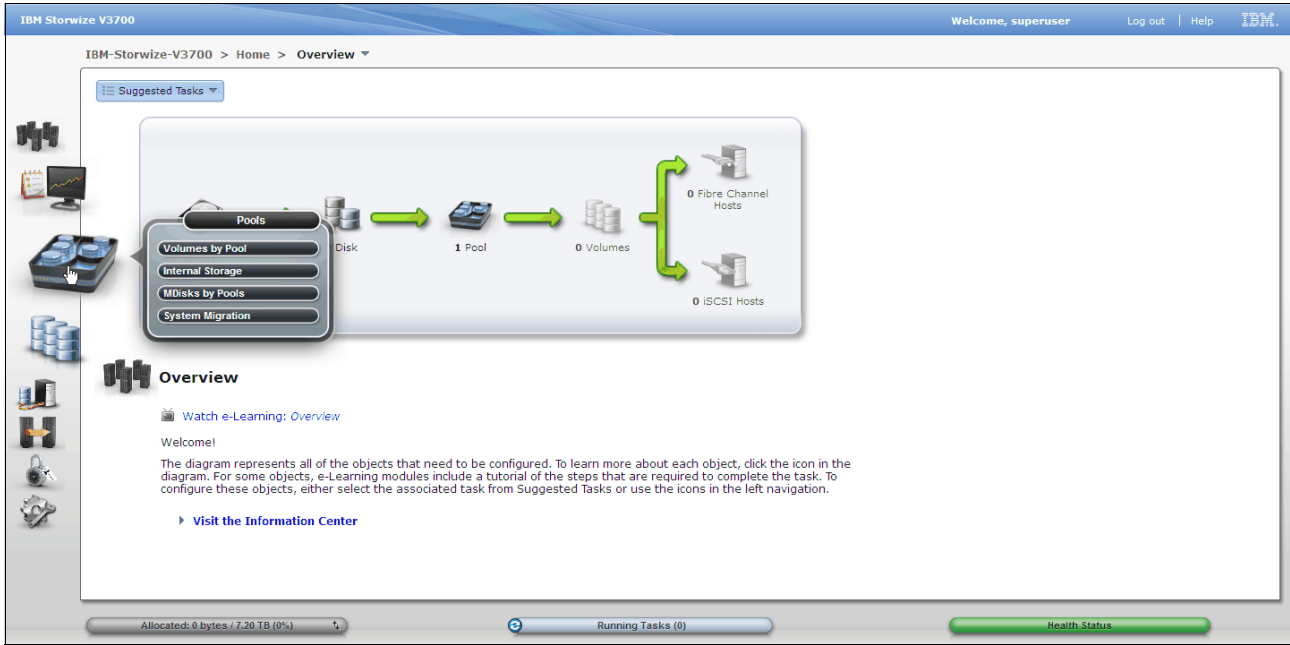 IBM Storwize V3700
Welcome, superuser
Log out | Help
IBM.
IBM-Storwize-V3700 > Home > Overview
Suggested Tasks
0 Fibre Channel
Hosts
Pools
Volumes by Pool
Internal Storage
MDisks by Pools
System Migration
Disk
1 Pool
0 Volumes
0 iSCSI Hosts
Overview
Watch e-Learning: Overview
Welcome!
The diagram represents all of the objects that need to be configured. To learn more about each object, click the icon in the
diagram. For some objects, e-Learning modules include a tutorial of the steps that are required to complete the task. To
configure these objects, either select the associated task from Suggested Tasks or use the icons in the left navigation.
Visit the Information Center
Allocated: 0 bytes / 7.20 TB (0%)
Running Tasks (0)
Health Status